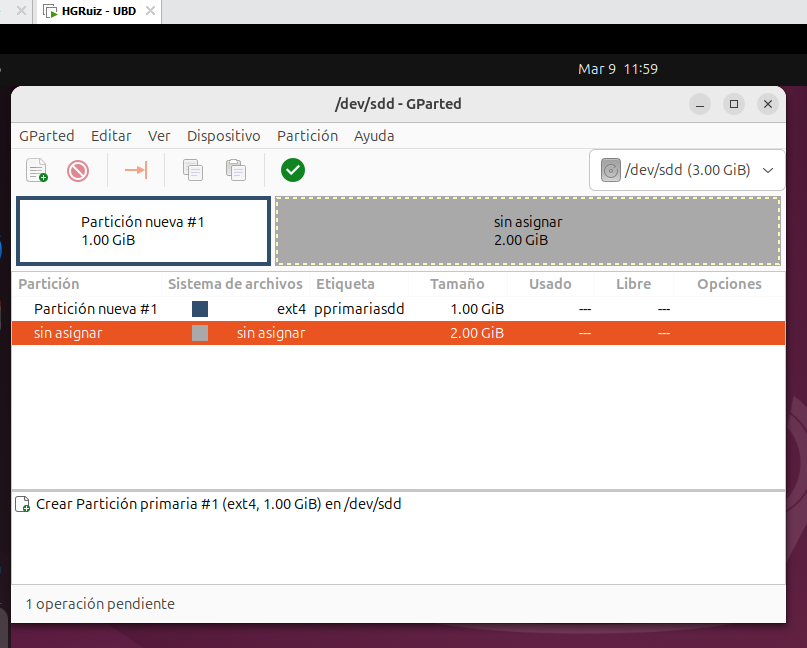 HGRuiz - UBD
Mar 9 11:59
/dev/sdd - GParted
GParted Editar Ver Dispositivo Partición Ayuda
/dev/sdd (3.00 GiB)
Partición nueva #1
1.00 GiB
sin asignar
2.00 GiB
Partición Sistema de archivos Etiqueta Tamaño Usado Libre Opciones
Partición nueva #1 ext4 pprimariasdd 1.00 GiB --- ---
sin asignar sin asignar 2.00 GiB --- ---
Crear Partición primaria #1 (ext4, 1.00 GiB) en /dev/sdd
1 operación pendiente